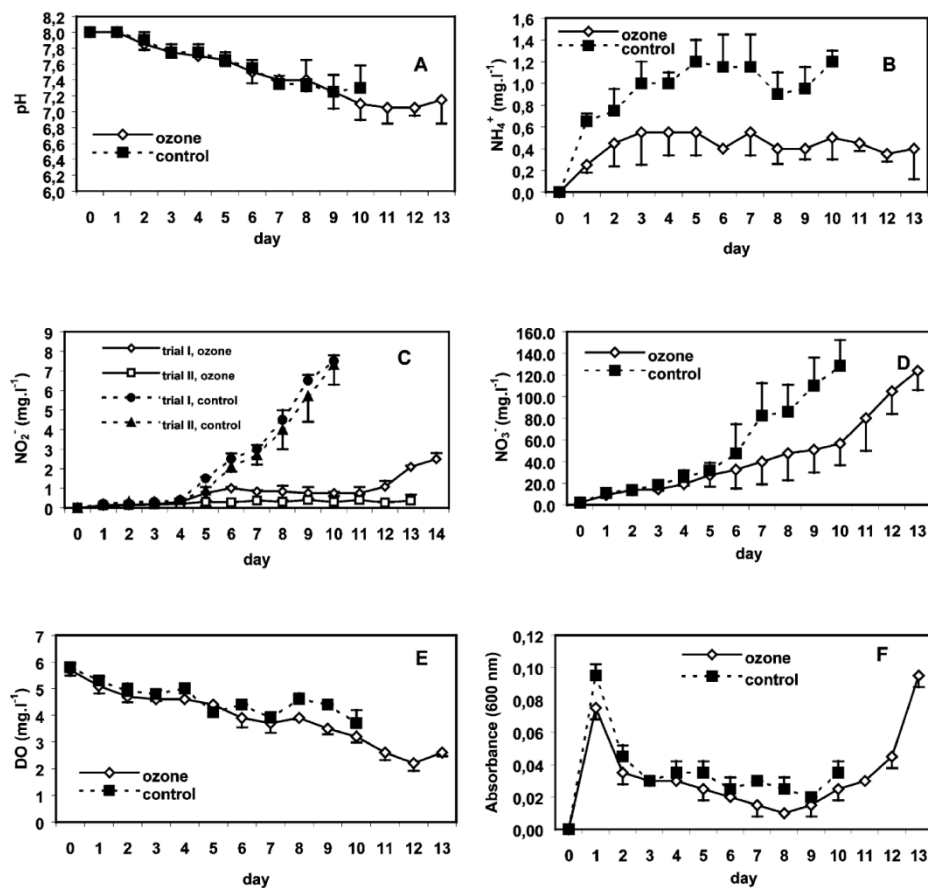 8,2
8,0
7,8
7,6
7,4
7,2
7,0
6,8
6,6
6,4
6,2
6,0
pH
A
ozone
control
0 1 2 3 4 5 6 7 8 9 10 11 12 13
day
1,6
1,4
1,2
1,0
0,8
0,6
0,4
0,2
0,0
NH₄⁺ (mg.l⁻¹)
ozone
control
B
0 1 2 3 4 5 6 7 8 9 10 11 12 13
day
9
8
7
6
5
4
3
2
1
0
NO₂⁻ (mg.l⁻¹)
trial I, ozone
trial II, ozone
trial I, control
trial II, control
C
0 1 2 3 4 5 6 7 8 9 10 11 12 13 14
day
160.0
140.0
120.0
100.0
80.0
60.0
40.0
20.0
0.0
NO₃⁻ (mg.l⁻¹)
ozone
control
D
0 1 2 3 4 5 6 7 8 9 10 11 12 13
day
7
6
5
4
3
2
1
0
DO (mg.l⁻¹)
E
ozone
control
0 1 2 3 4 5 6 7 8 9 10 11 12 13
day
0,12
0,10
0,08
0,06
0,04
0,02
0,00
Absorbance (600 nm)
ozone
control
F
0 1 2 3 4 5 6 7 8 9 10 11 12 13
day